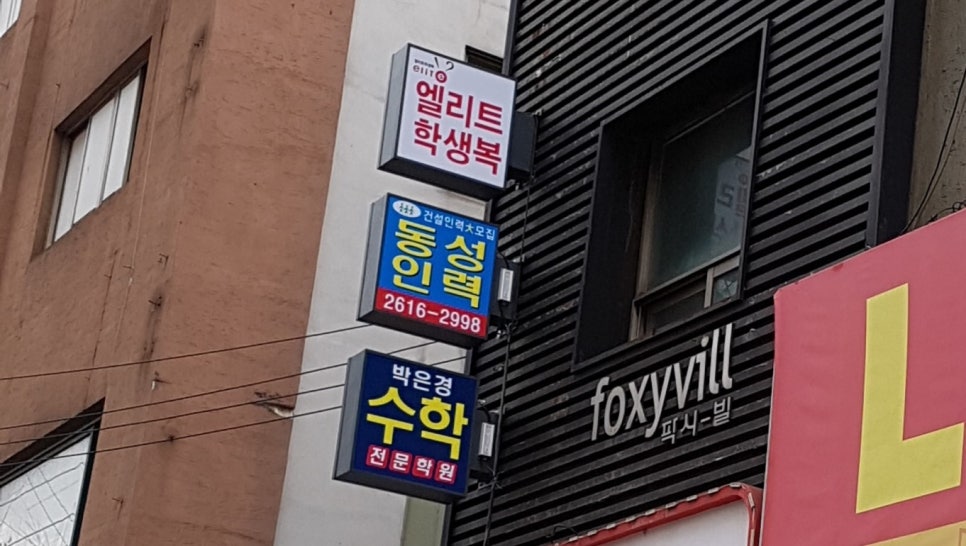 elite
엘리트
학생복
건설인력大모집
동성
인력
2616-2998
박은경
수학
전문학원
foxyvill
팍시-빌
L